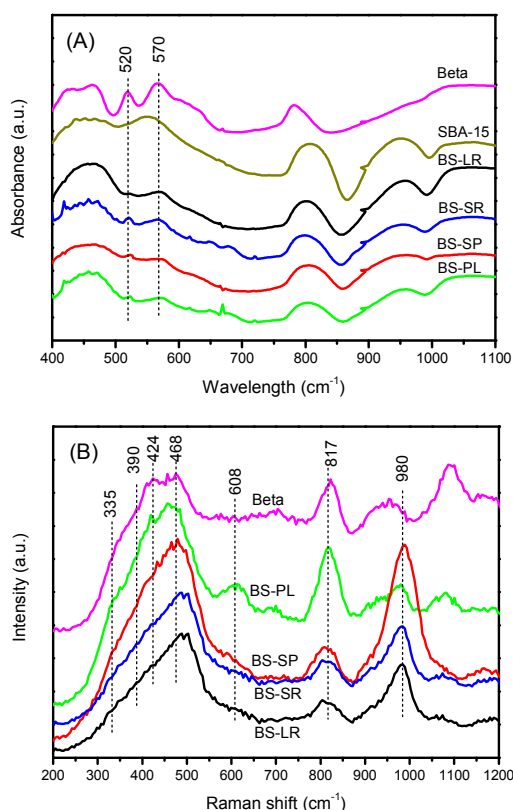 (A)
520
570
Beta
SBA-15
BS-LR
BS-SR
BS-SP
BS-PL
Absorbance (a.u.)
400 500 600 700 800 900 1000 1100
Wavelength (cm⁻¹)
(B)
335
390
424
468
608
817
980
Beta
BS-PL
BS-SP
BS-SR
BS-LR
Intensity (a.u.)
200 300 400 500 600 700 800 900 1000 1100 1200
Raman shift (cm⁻¹)